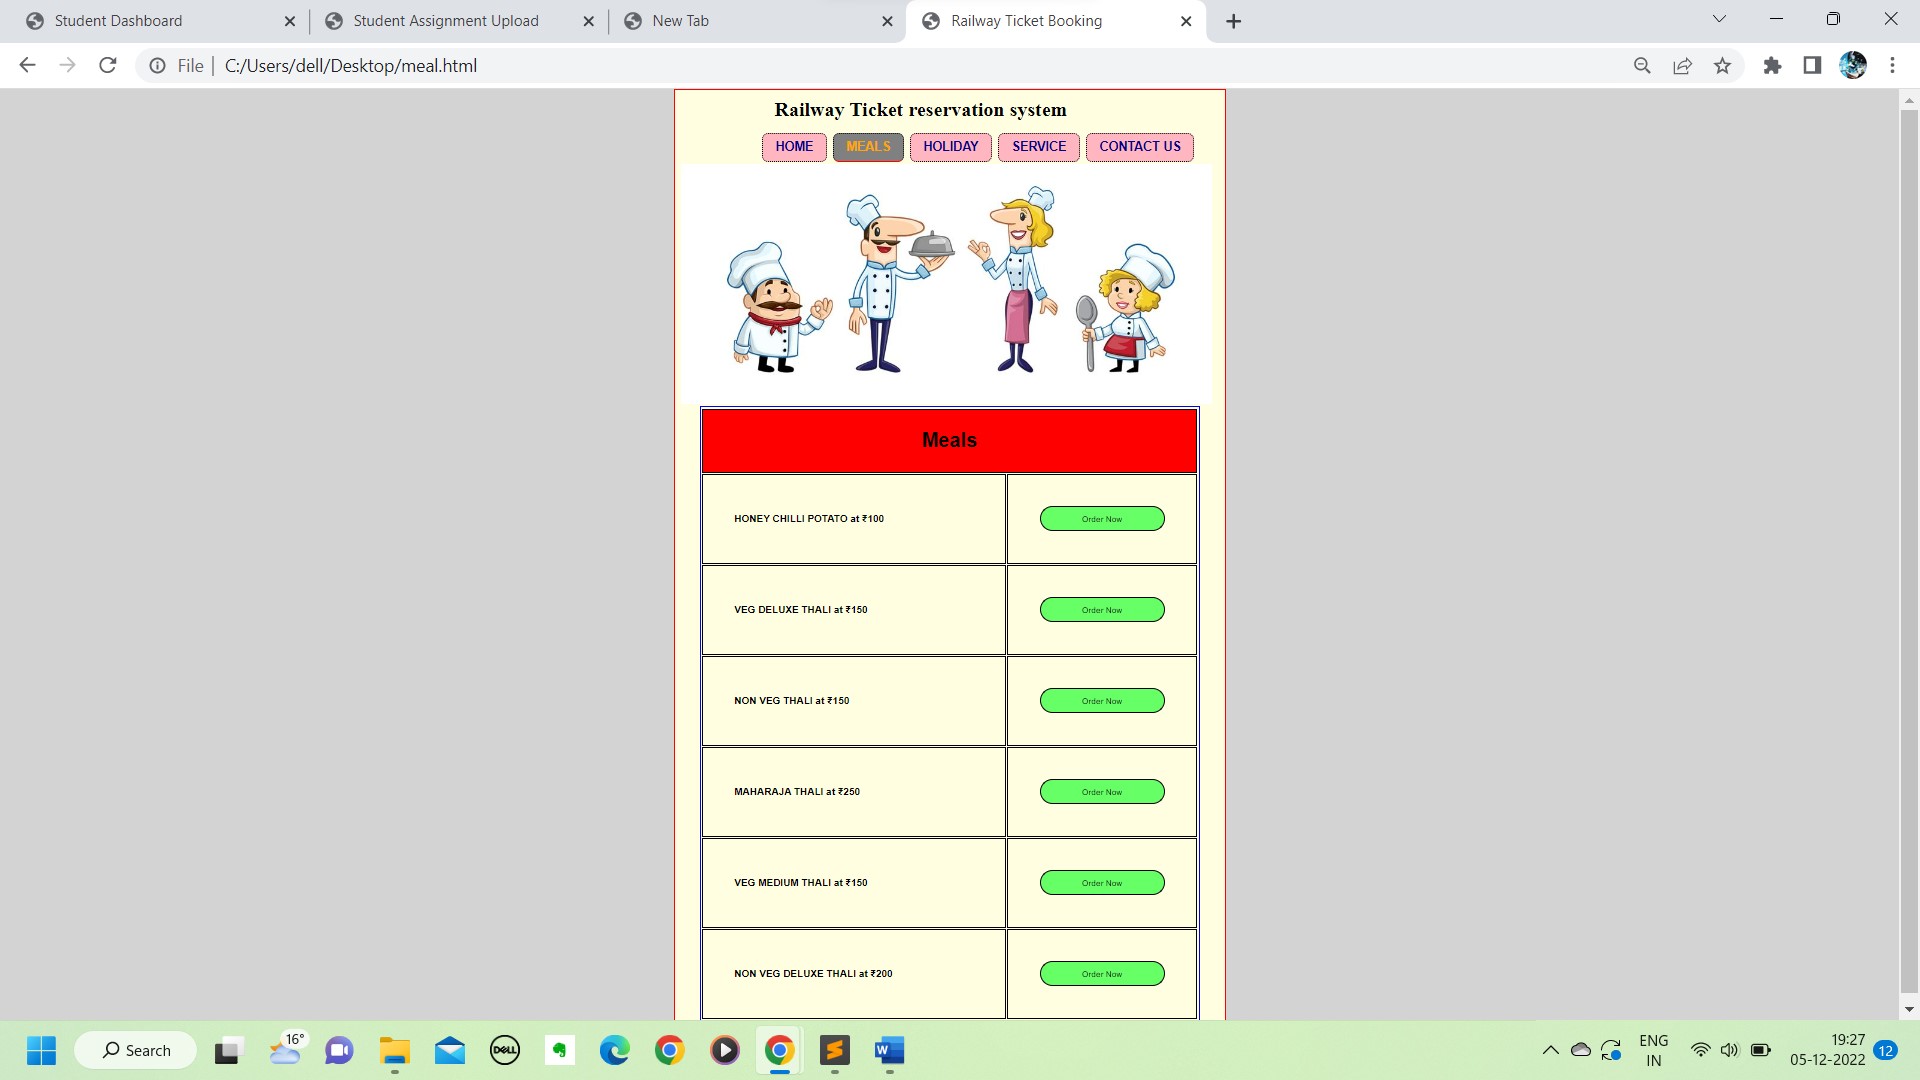 Student Dashboard
Student Assignment Upload
New Tab
Railway Ticket Booking
File | C:/Users/dell/Desktop/meal.html
Railway Ticket reservation system
HOME MEALS HOLIDAY SERVICE CONTACT US
Meals
HONEY CHILLI POTATO at ₹100 Order Now
VEG DELUXE THALI at ₹150 Order Now
NON VEG THALI at ₹150 Order Now
MAHARAJA THALI at ₹250 Order Now
VEG MEDIUM THALI at ₹150 Order Now
NON VEG DELUXE THALI at ₹200 Order Now
Search
16°
DELL
W
ENG
IN
19:27
05-12-2022
12